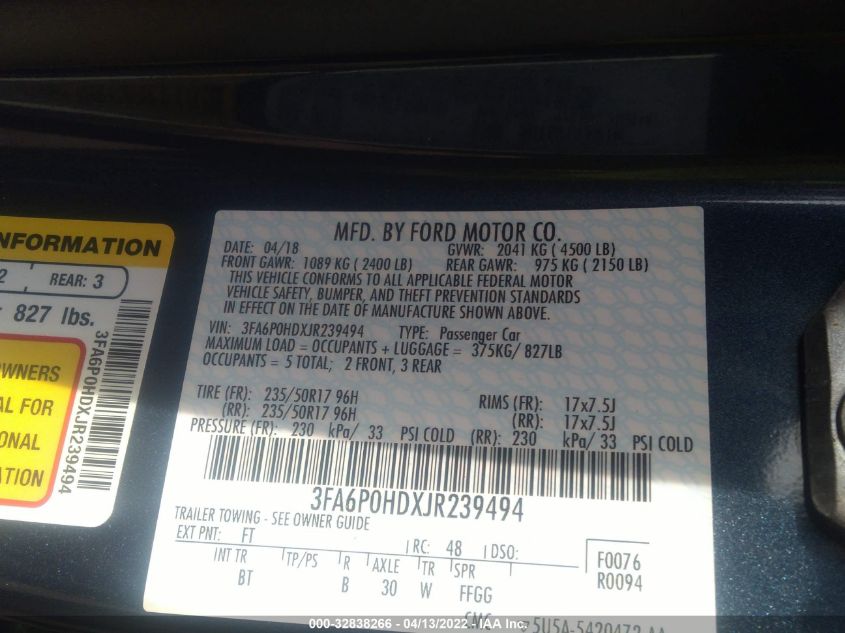 NFORMATION
2
REAR: 3
827 lbs.
3FA6P0HDXJR239494
OWNERS
AL FOR
ONAL
ATION
MFD. BY FORD MOTOR CO.
DATE: 04/18 GVWR: 2041 KG ( 4500 LB)
FRONT GAWR: 1089 KG ( 2400 LB) REAR GAWR: 975 KG ( 2150 LB)
THIS VEHICLE CONFORMS TO ALL APPLICABLE FEDERAL MOTOR
VEHICLE SAFETY, BUMPER, AND THEFT PREVENTION STANDARDS
IN EFFECT ON THE DATE OF MANUFACTURE SHOWN ABOVE.
VIN: 3FA6P0HDXJR239494 TYPE: Passenger Car
MAXIMUM LOAD = OCCUPANTS + LUGGAGE = 375KG/ 827LB
OCCUPANTS = 5 TOTAL; 2 FRONT, 3 REAR
TIRE (FR): 235/50R17 96H RIMS (FR): 17x7.5J
(RR): 235/50R17 96H (RR): 17x7.5J
PRESSURE (FR): 230 kPa/ 33 PSI COLD (RR): 230 kPa/ 33 PSI COLD
3FA6P0HDXJR239494
TRAILER TOWING - SEE OWNER GUIDE
EXT PNT: FT RC: 48 DSO:
F0076
R0094
INT TR TP/PS R AXLE TR SPR
BT B 30 W FFGG
000-32838266 - 04/13/2022 - IAA Inc.